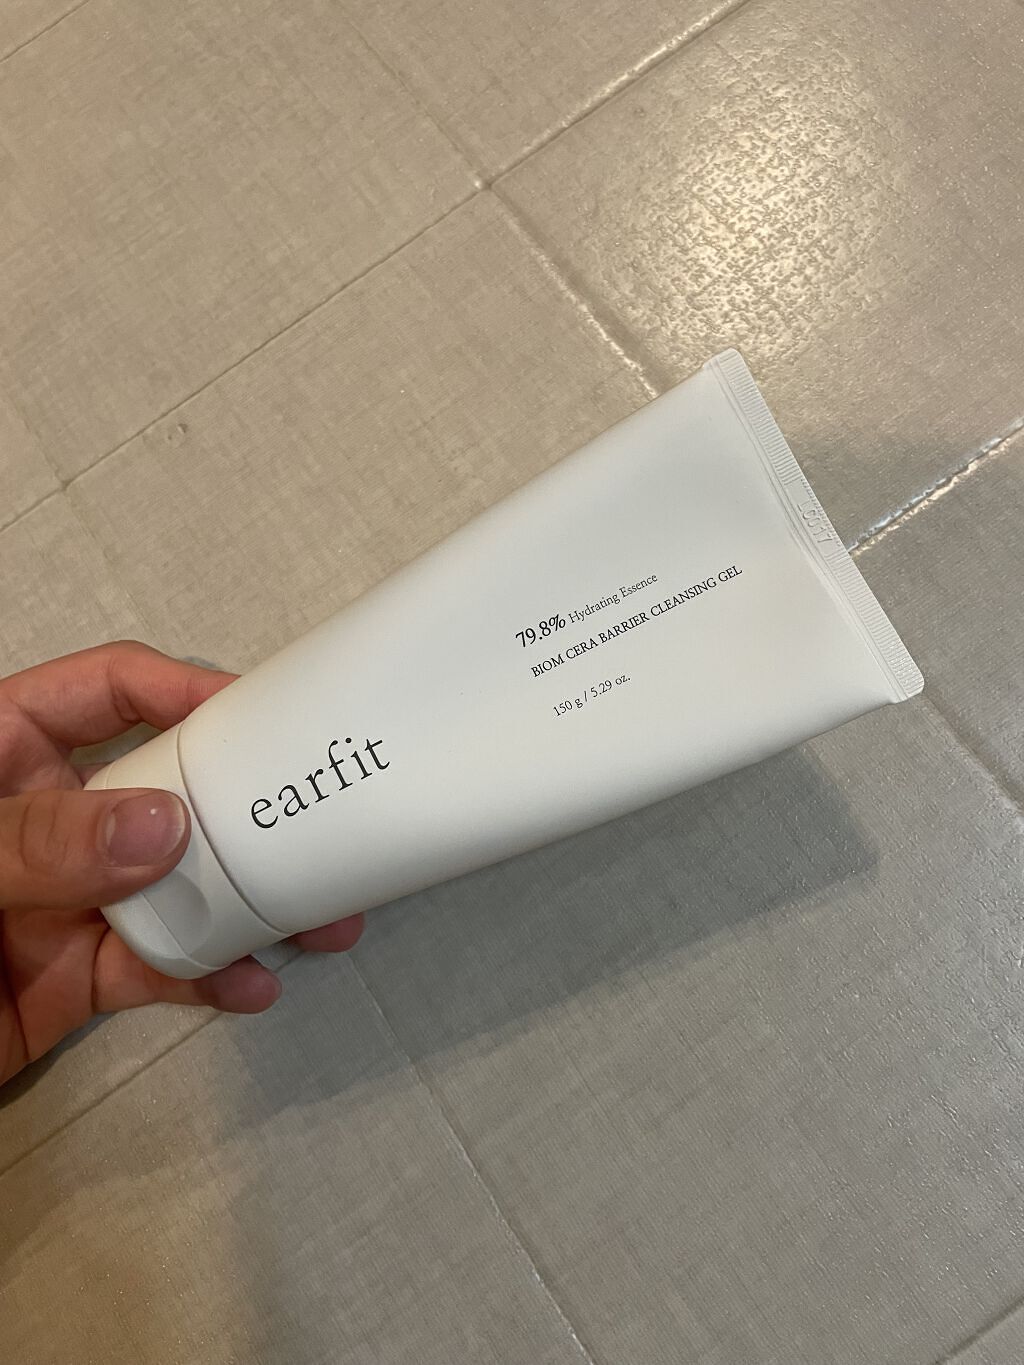 earfit
79.8% Hydrating Essence
BIOM CERA BARRIER CLEANSING GEL
150 g / 5.29 oz.